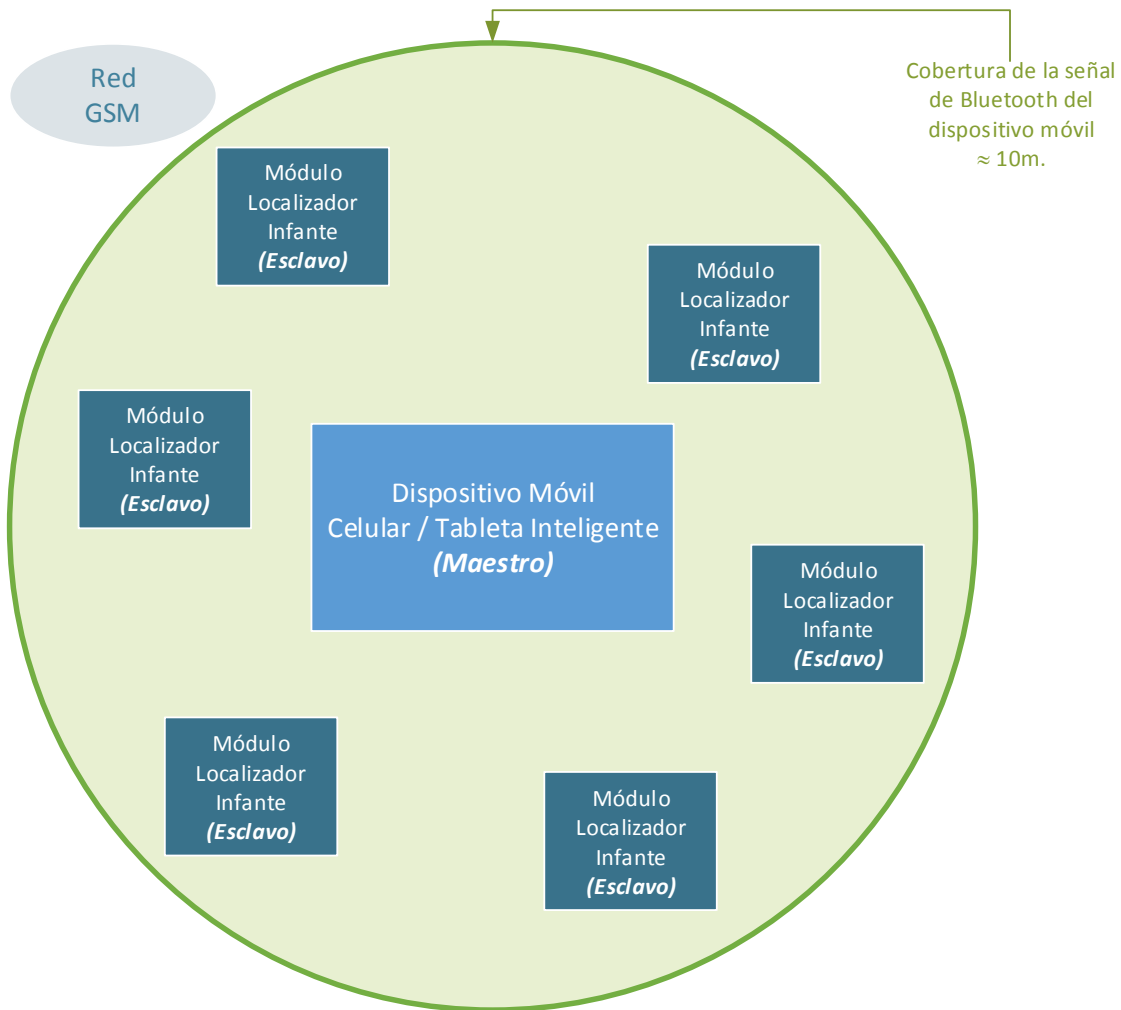 Red
GSM
Cobertura de la señal
de Bluetooth del
dispositivo móvil
≈ 10m.
Módulo
Localizador
Infante
(Esclavo)
Módulo
Localizador
Infante
(Esclavo)
Módulo
Localizador
Infante
(Esclavo)
Dispositivo Móvil
Celular / Tableta Inteligente
(Maestro)
Módulo
Localizador
Infante
(Esclavo)
Módulo
Localizador
Infante
(Esclavo)
Módulo
Localizador
Infante
(Esclavo)